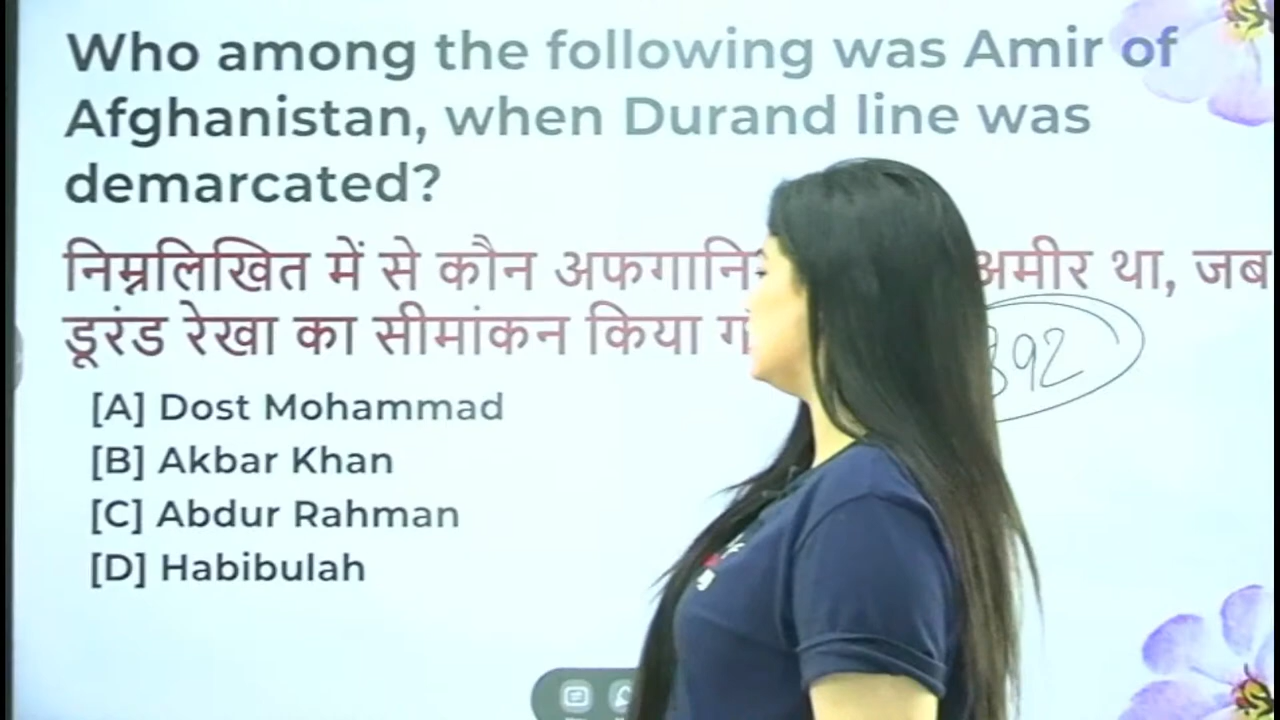 Who among the following was Amir of
Afghanistan, when Durand line was
demarcated?
निम्नलिखित में से कौन अमीर था, जब
डूरंड रेखा का सीमांकन किया
892
[A] Dost Mohammad
[B] Akbar Khan
[C] Abdur Rahman
[D] Habibulah